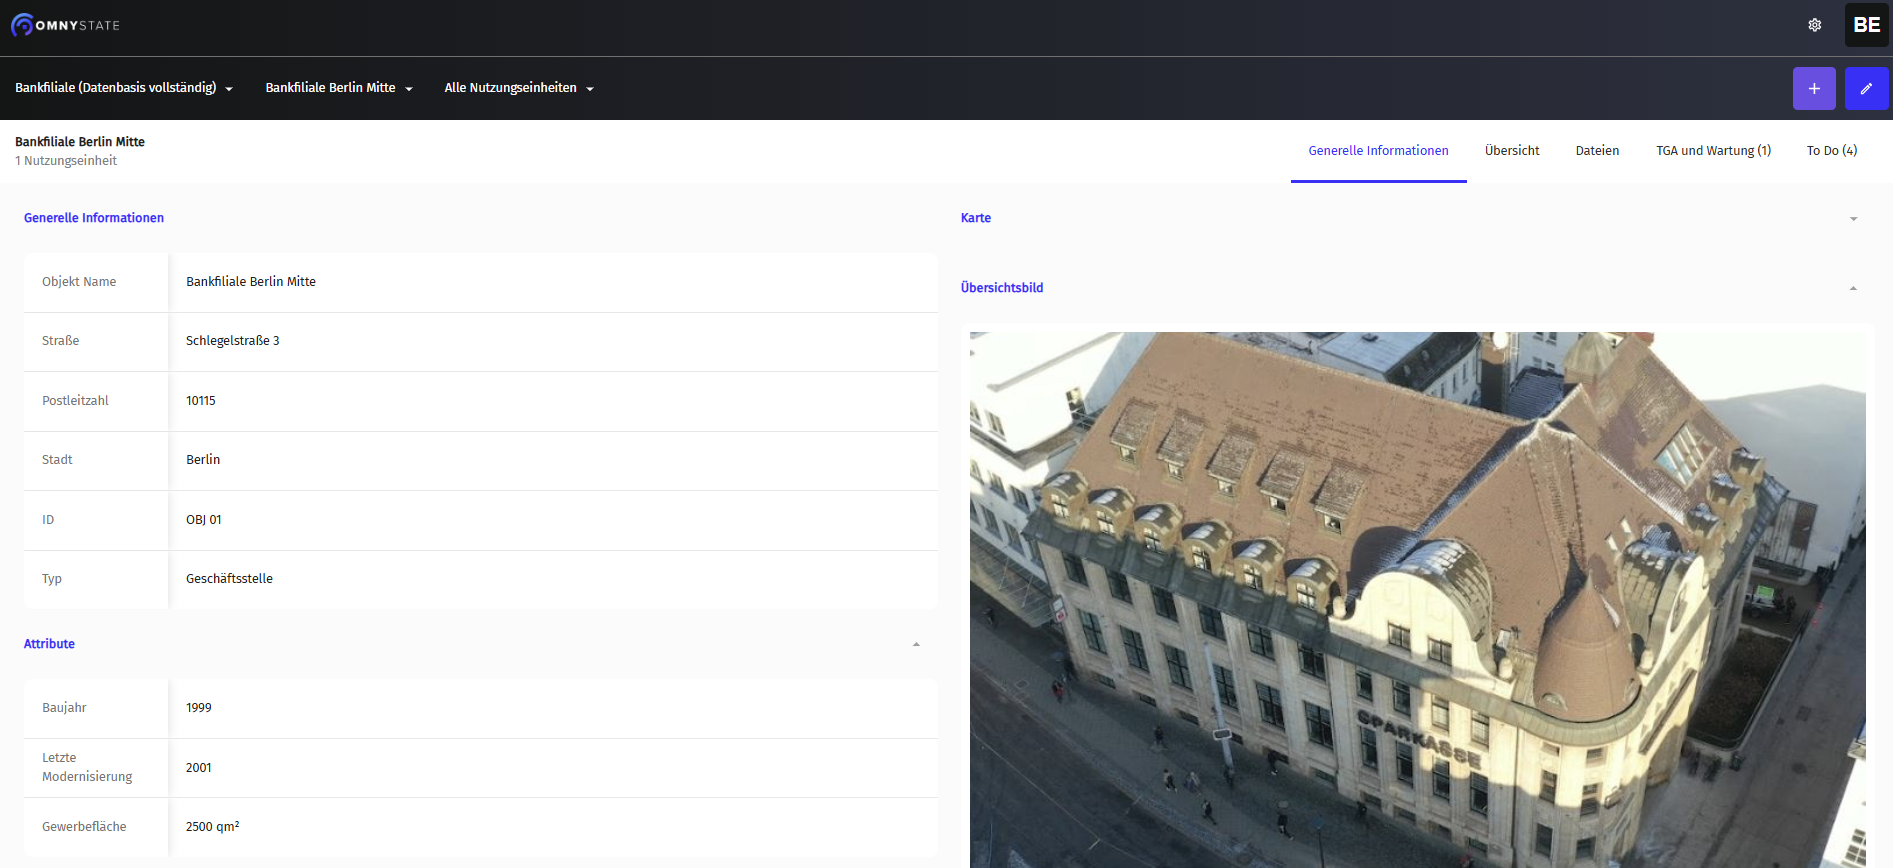 OMNYSTATE
BE
Bankfiliale (Datenbasis vollständig)
Bankfiliale Berlin Mitte
Alle Nutzungseinheiten
Bankfiliale Berlin Mitte
1 Nutzungseinheit
Generelle Informationen
Übersicht
Dateien
TGA und Wartung (1)
To Do (4)
Generelle Informationen
Objekt Name
Bankfiliale Berlin Mitte
Straße
Schlegelstraße 3
Postleitzahl
10115
Stadt
Berlin
ID
OBJ 01
Typ
Geschäftsstelle
Attribute
Baujahr
1999
Letzte
Modernisierung
2001
Gewerbefläche
2500 qm²
Karte
Übersichtsbild
SPARKASSE